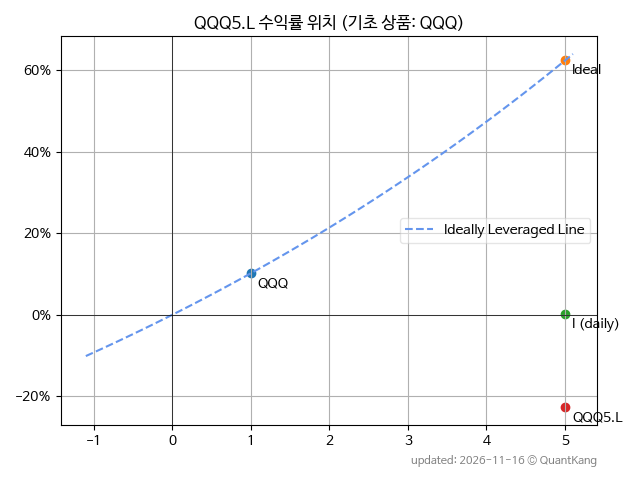 QQQ5.L 수익률 위치 (기초 상품: QQQ)
60%
40%
20%
0%
−20%
Ideal
Ideally Leveraged Line
QQQ
I (daily)
QQQ5.L
−1
0
1
2
3
4
5
updated: 2026-11-16 © QuantKang